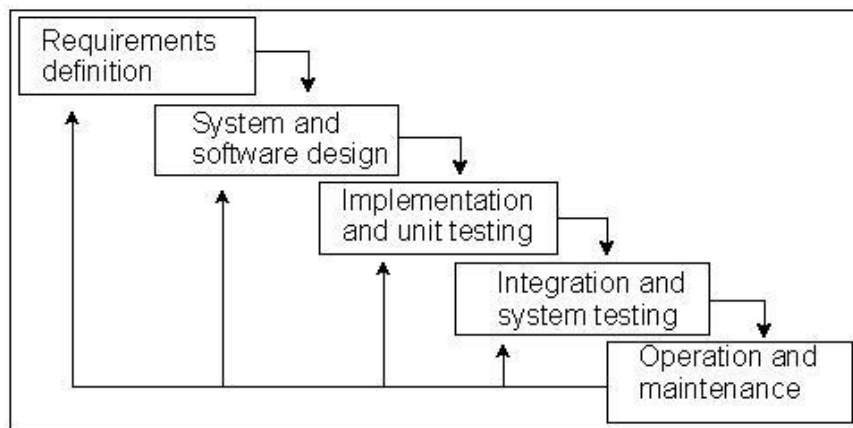 Requirements
definition
System and
software design
Implementation
and unit testing
Integration and
system testing
Operation and
maintenance